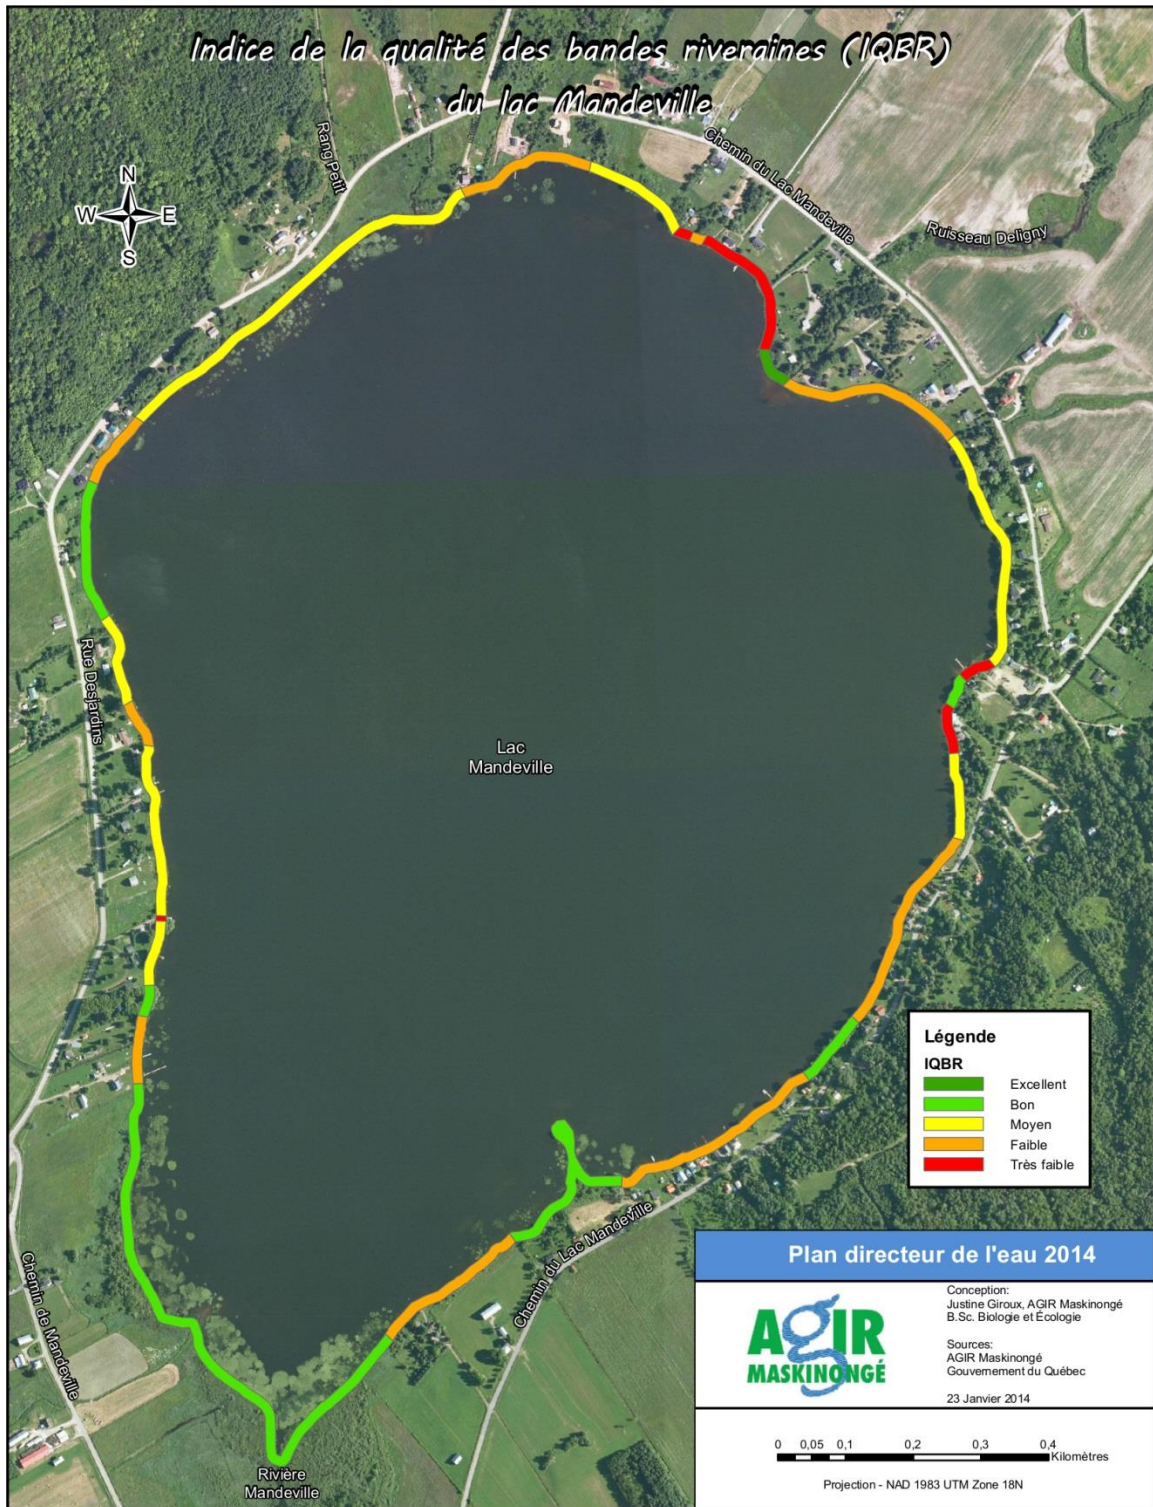 Indice de la qualité des bandes riveraines (IQBR)
du lac Mandeville
Rang Petit
Chemin du Lac Mandeville
Ruisseau Deligny
N
W E
S
Rue Desjardins
Lac
Mandeville
Chemin du Lac Mandeville
Chemin de Mandeville
Rivière
Mandeville
Légende
IQBR
Excellent
Bon
Moyen
Faible
Très faible
Plan directeur de l'eau 2014
AGIR
MASKINONGÉ
Conception:
Justine Giroux, AGIR Maskinongé
B.Sc. Biologie et Écologie
Sources:
AGIR Maskinongé
Gouvernement du Québec
23 Janvier 2014
0 0,05 0,1 0,2 0,3 0,4
Kilomètres
Projection - NAD 1983 UTM Zone 18N